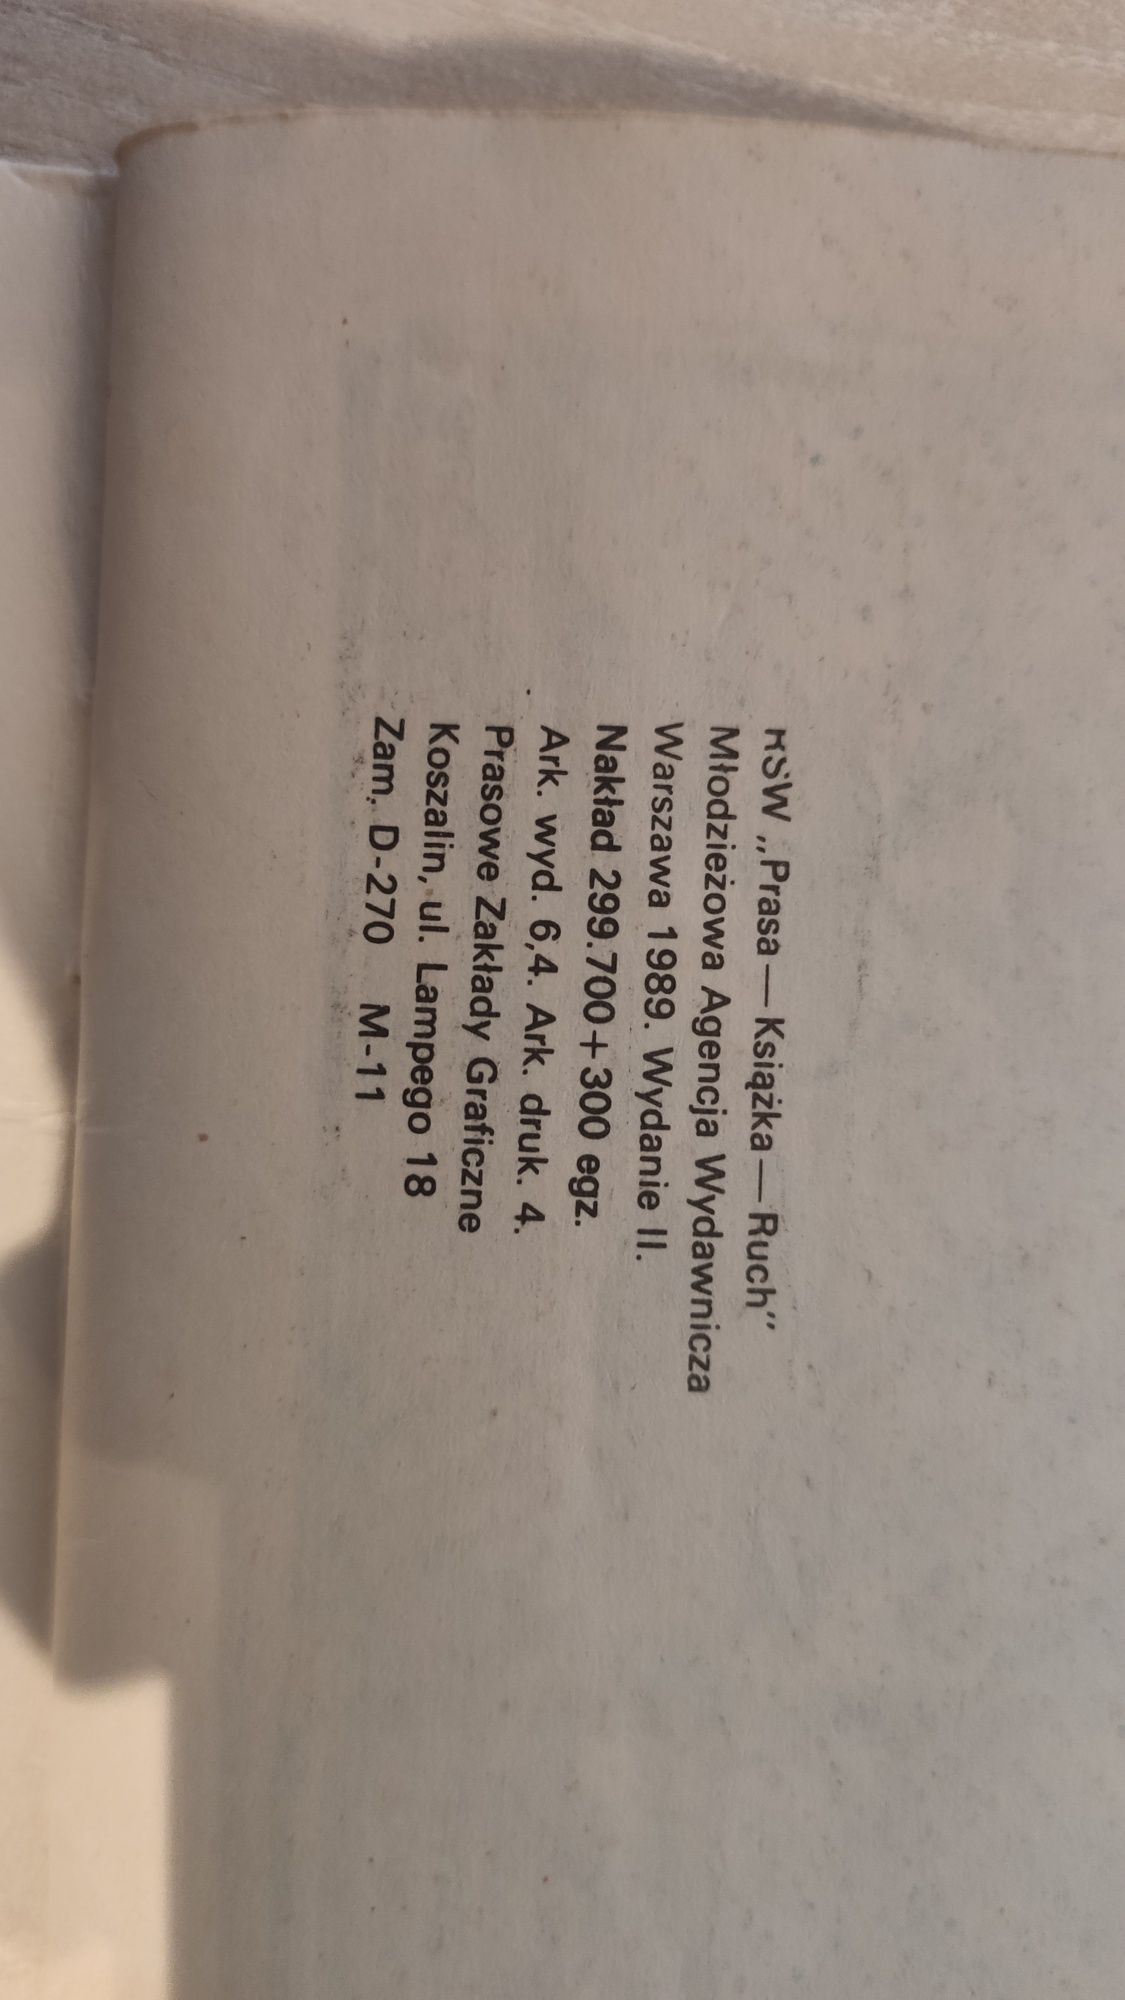 RSW „Prasa—Książka—Ruch”
Młodzieżowa Agencja Wydawnicza
Warszawa 1989. Wydanie II.
Nakład 299.700+300 egz.
Ark. wyd. 6,4. Ark. druk. 4.
Prasowe Zakłady Graficzne
Koszalin, ul. Lampego 18
Zam. D-270 M-11